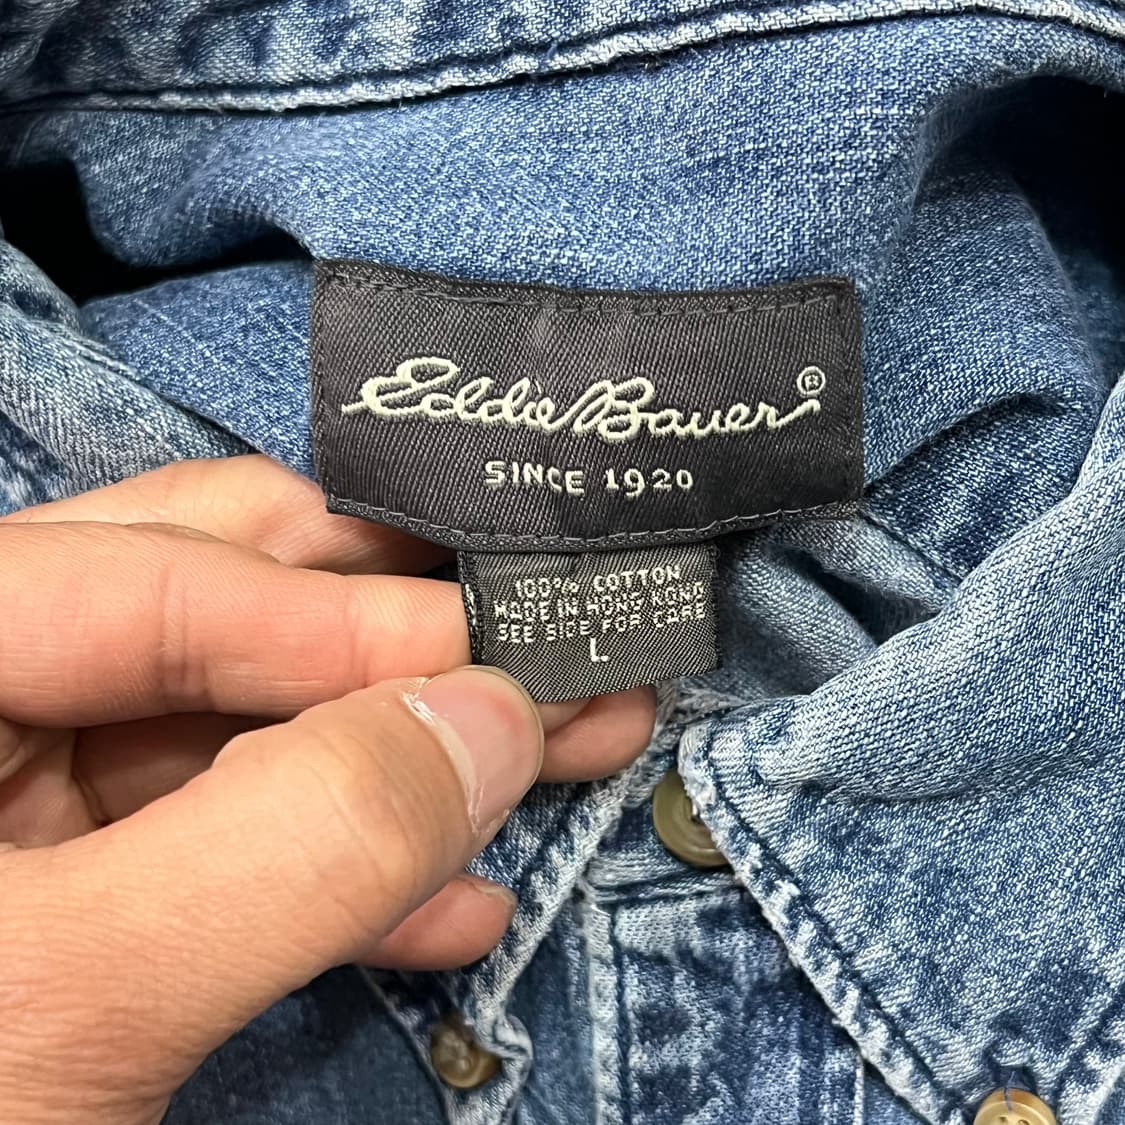 Eddie Bauer®
SINCE 1920
100% COTTON
MADE IN HONG KONG
SEE SIDE FOR CARE
L